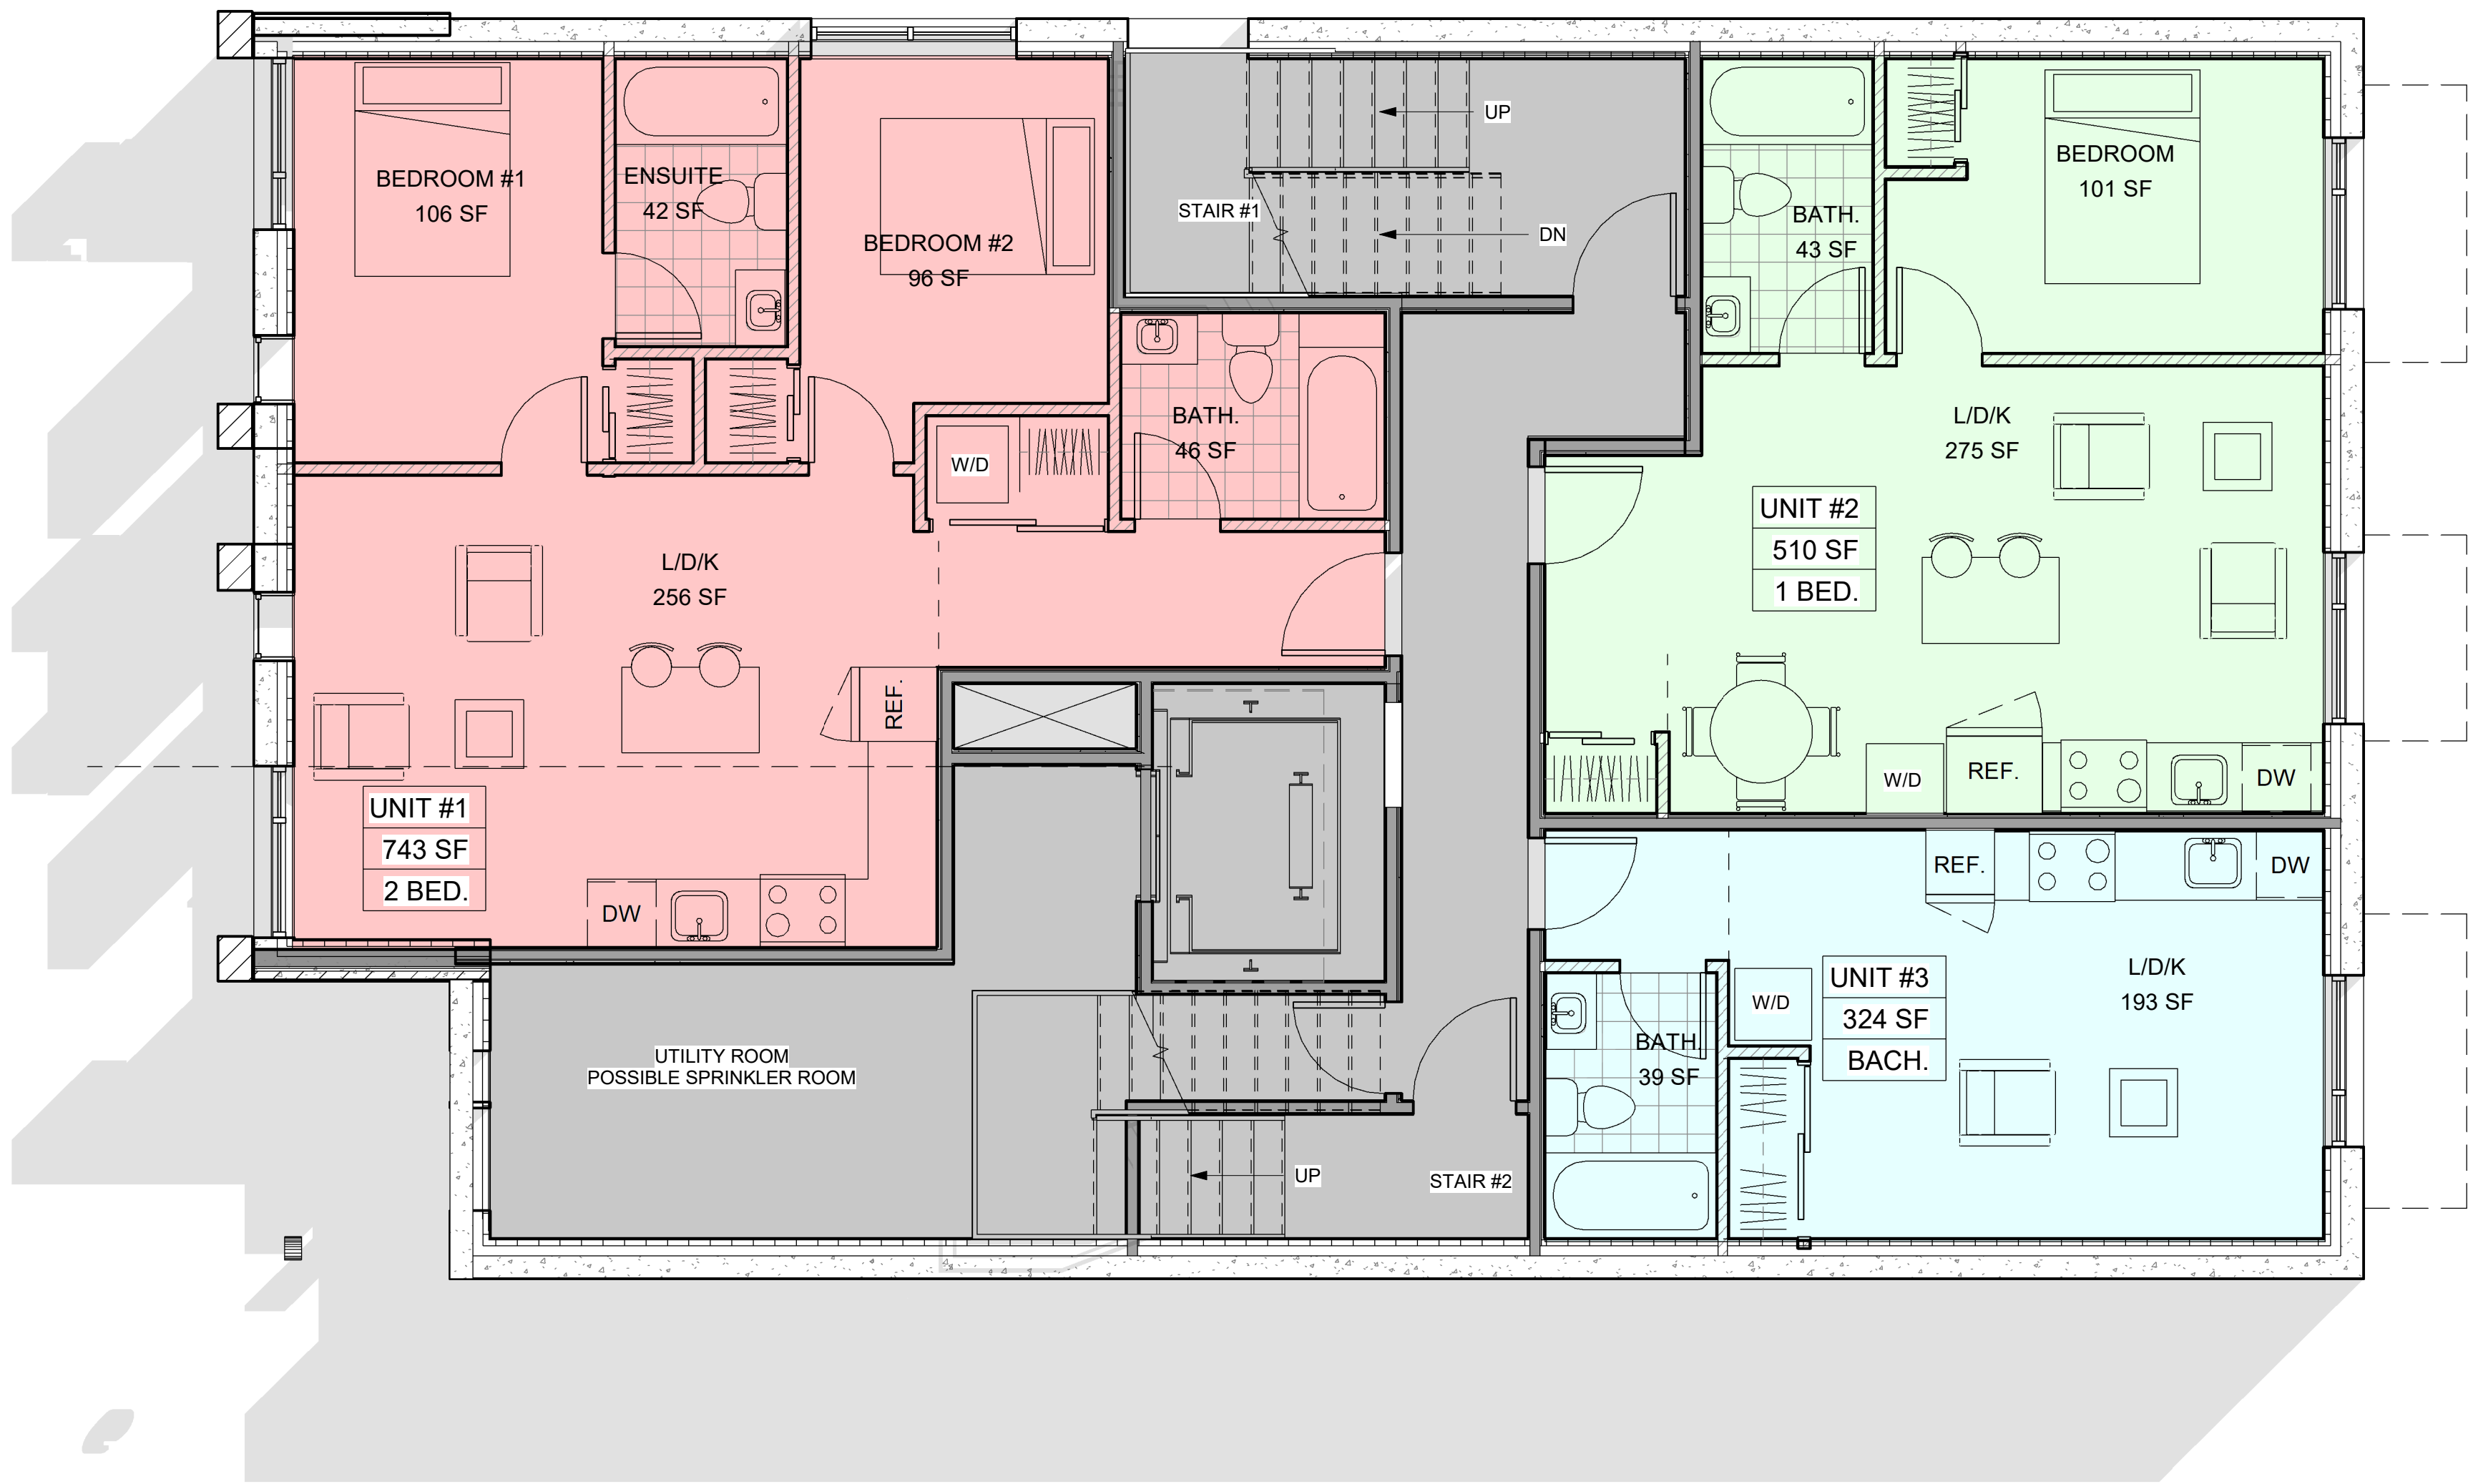 BEDROOM #1
106 SF
ENSUITE
42 SF
BEDROOM #2
96 SF
BATH.
46 SF
W/D
L/D/K
256 SF
REF.
UNIT #1
743 SF
2 BED.
DW
STAIR #1
UP
DN
BATH.
43 SF
BEDROOM
101 SF
L/D/K
275 SF
UNIT #2
510 SF
1 BED.
W/D
REF.
DW
REF.
DW
UNIT #3
324 SF
BACH.
L/D/K
193 SF
W/D
BATH.
39 SF
UTILITY ROOM
POSSIBLE SPRINKLER ROOM
UP
STAIR #2